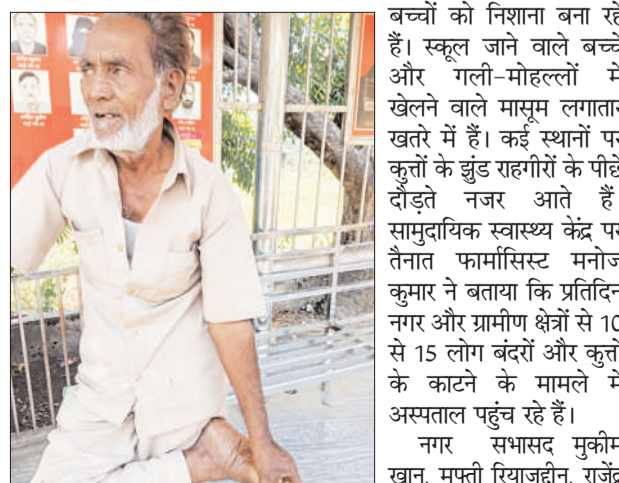 बच्चों को निशाना बना रहे
हैं। स्कूल जाने वाले बच्चे
और गली-मोहल्लों में
खेलने वाले मासूम लगातार
खतरे में हैं। कई स्थानों पर
कुत्तों के झुंड राहगीरों के पीछे
दौड़ते नजर आते हैं
सामुदायिक स्वास्थ्य केंद्र पर
तैनात फार्मासिस्ट मनोज
कुमार ने बताया कि प्रतिदिन
नगर और ग्रामीण क्षेत्रों से 10
से 15 लोग बंदरों और कुत्तों
के काटने के मामले में
अस्पताल पहुंच रहे हैं।
नगर सभासद मुकीम
खान, मुफ्ती रियाजुद्दीन, राजेंद्र